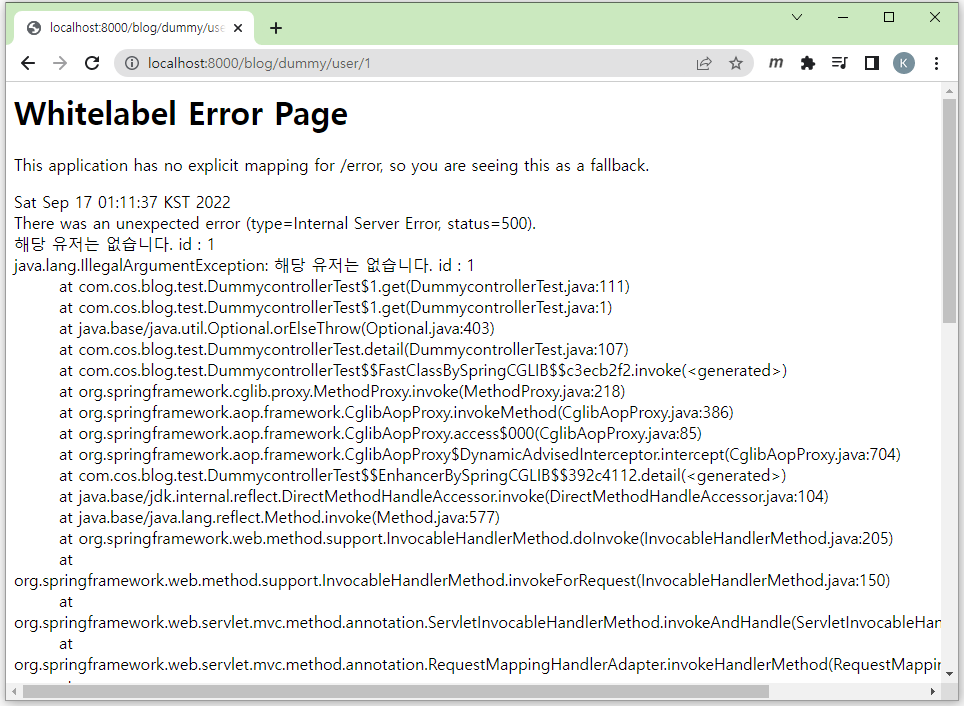 localhost:8000/blog/dummy/use
localhost:8000/blog/dummy/user/1
m
K
Whitelabel Error Page
This application has no explicit mapping for /error, so you are seeing this as a fallback.
Sat Sep 17 01:11:37 KST 2022
There was an unexpected error (type=Internal Server Error, status=500).
해당 유저는 없습니다. id : 1
java.lang.IllegalArgumentException: 해당 유저는 없습니다. id : 1
at com.cos.blog.test.DummycontrollerTest$1.get(DummycontrollerTest.java:111)
at com.cos.blog.test.DummycontrollerTest$1.get(DummycontrollerTest.java:1)
at java.base/java.util.Optional.orElseThrow(Optional.java:403)
at com.cos.blog.test.DummycontrollerTest.detail(DummycontrollerTest.java:107)
at com.cos.blog.test.DummycontrollerTest$$FastClassBySpringCGLIB$$c3ecb2f2.invoke(<generated>)
at org.springframework.cglib.proxy.MethodProxy.invoke(MethodProxy.java:218)
at org.springframework.aop.framework.CglibAopProxy.invokeMethod(CglibAopProxy.java:386)
at org.springframework.aop.framework.CglibAopProxy.access$000(CglibAopProxy.java:85)
at org.springframework.aop.framework.CglibAopProxy$DynamicAdvisedInterceptor.intercept(CglibAopProxy.java:704)
at com.cos.blog.test.DummycontrollerTest$$EnhancerBySpringCGLIB$$392c4112.detail(<generated>)
at java.base/jdk.internal.reflect.DirectMethodHandleAccessor.invoke(DirectMethodHandleAccessor.java:104)
at java.base/java.lang.reflect.Method.invoke(Method.java:577)
at org.springframework.web.method.support.InvocableHandlerMethod.doInvoke(InvocableHandlerMethod.java:205)
at
org.springframework.web.method.support.InvocableHandlerMethod.invokeForRequest(InvocableHandlerMethod.java:150)
at
org.springframework.web.servlet.mvc.method.annotation.ServletInvocableHandlerMethod.invokeAndHandle(ServletInvocableHan
at
org.springframework.web.servlet.mvc.method.annotation.RequestMappingHandlerAdapter.invokeHandlerMethod(RequestMappin